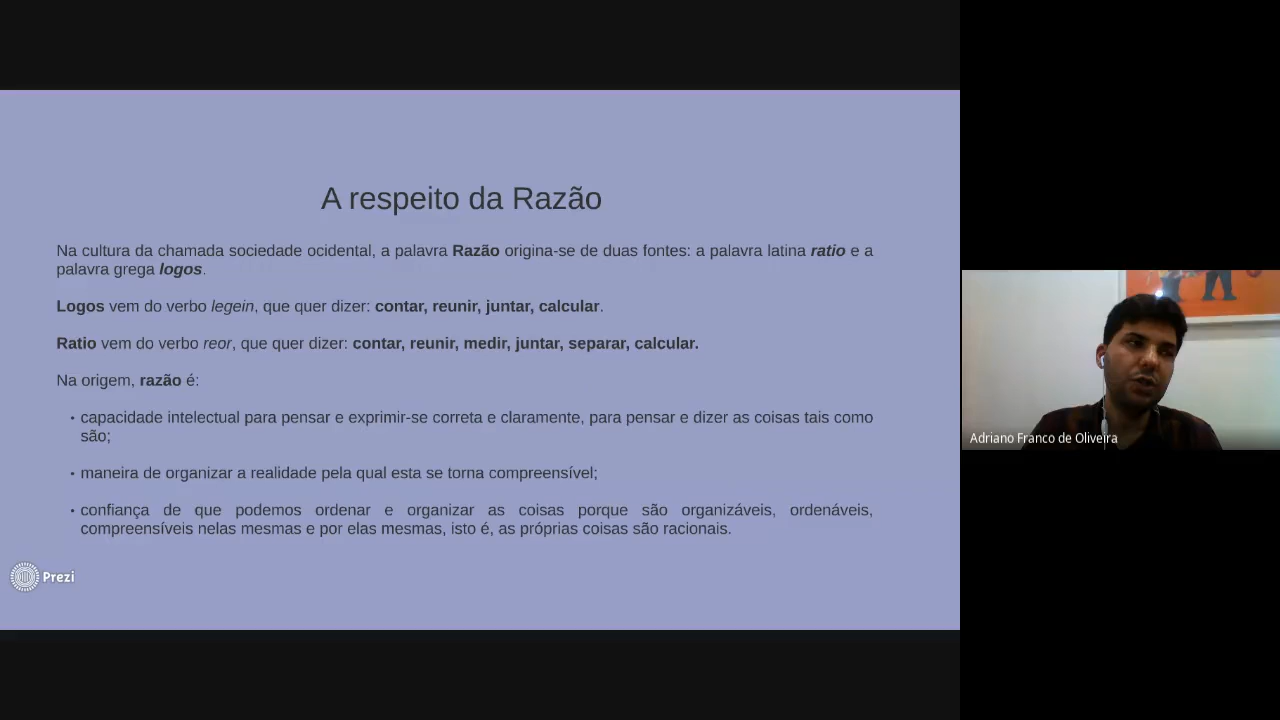 A respeito da Razão
Na cultura da chamada sociedade ocidental, a palavra Razão origina-se de duas fontes: a palavra latina ratio e a
palavra grega logos.
Logos vem do verbo legein, que quer dizer: contar, reunir, juntar, calcular.
Ratio vem do verbo reor, que quer dizer: contar, reunir, medir, juntar, separar, calcular.
Na origem, razão é:
• capacidade intelectual para pensar e exprimir-se correta e claramente, para pensar e dizer as coisas tais como
são;
• maneira de organizar a realidade pela qual esta se torna compreensível;
• confiança de que podemos ordenar e organizar as coisas porque são organizáveis, ordenáveis,
compreensíveis nelas mesmas e por elas mesmas, isto é, as próprias coisas são racionais.
Prezi
Adriano Franco de Oliveira